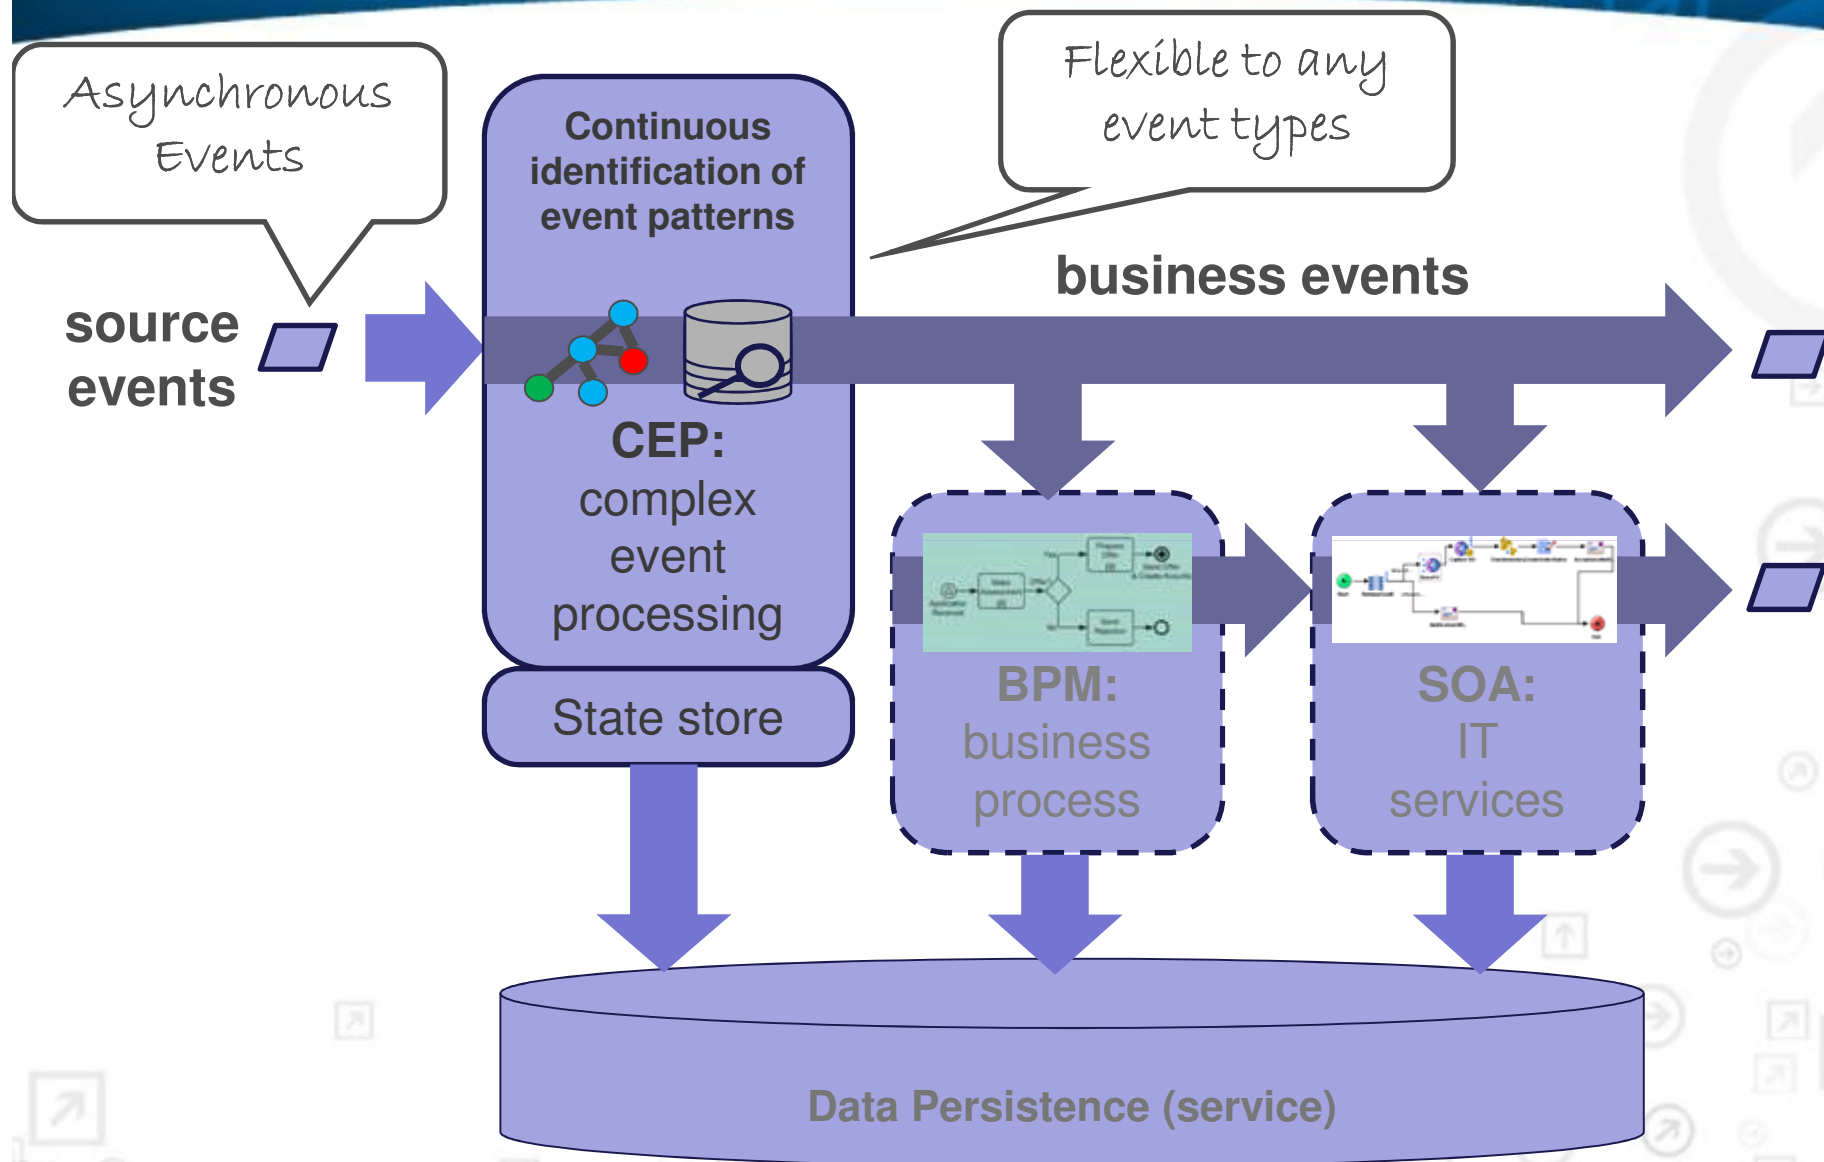 Asynchronous
Events
Flexible to any
event types
Continuous
identification of
event patterns
business events
source
events
CEP:
complex
event
processing
State store
BPM:
business
process
SOA:
IT
services
Data Persistence (service)